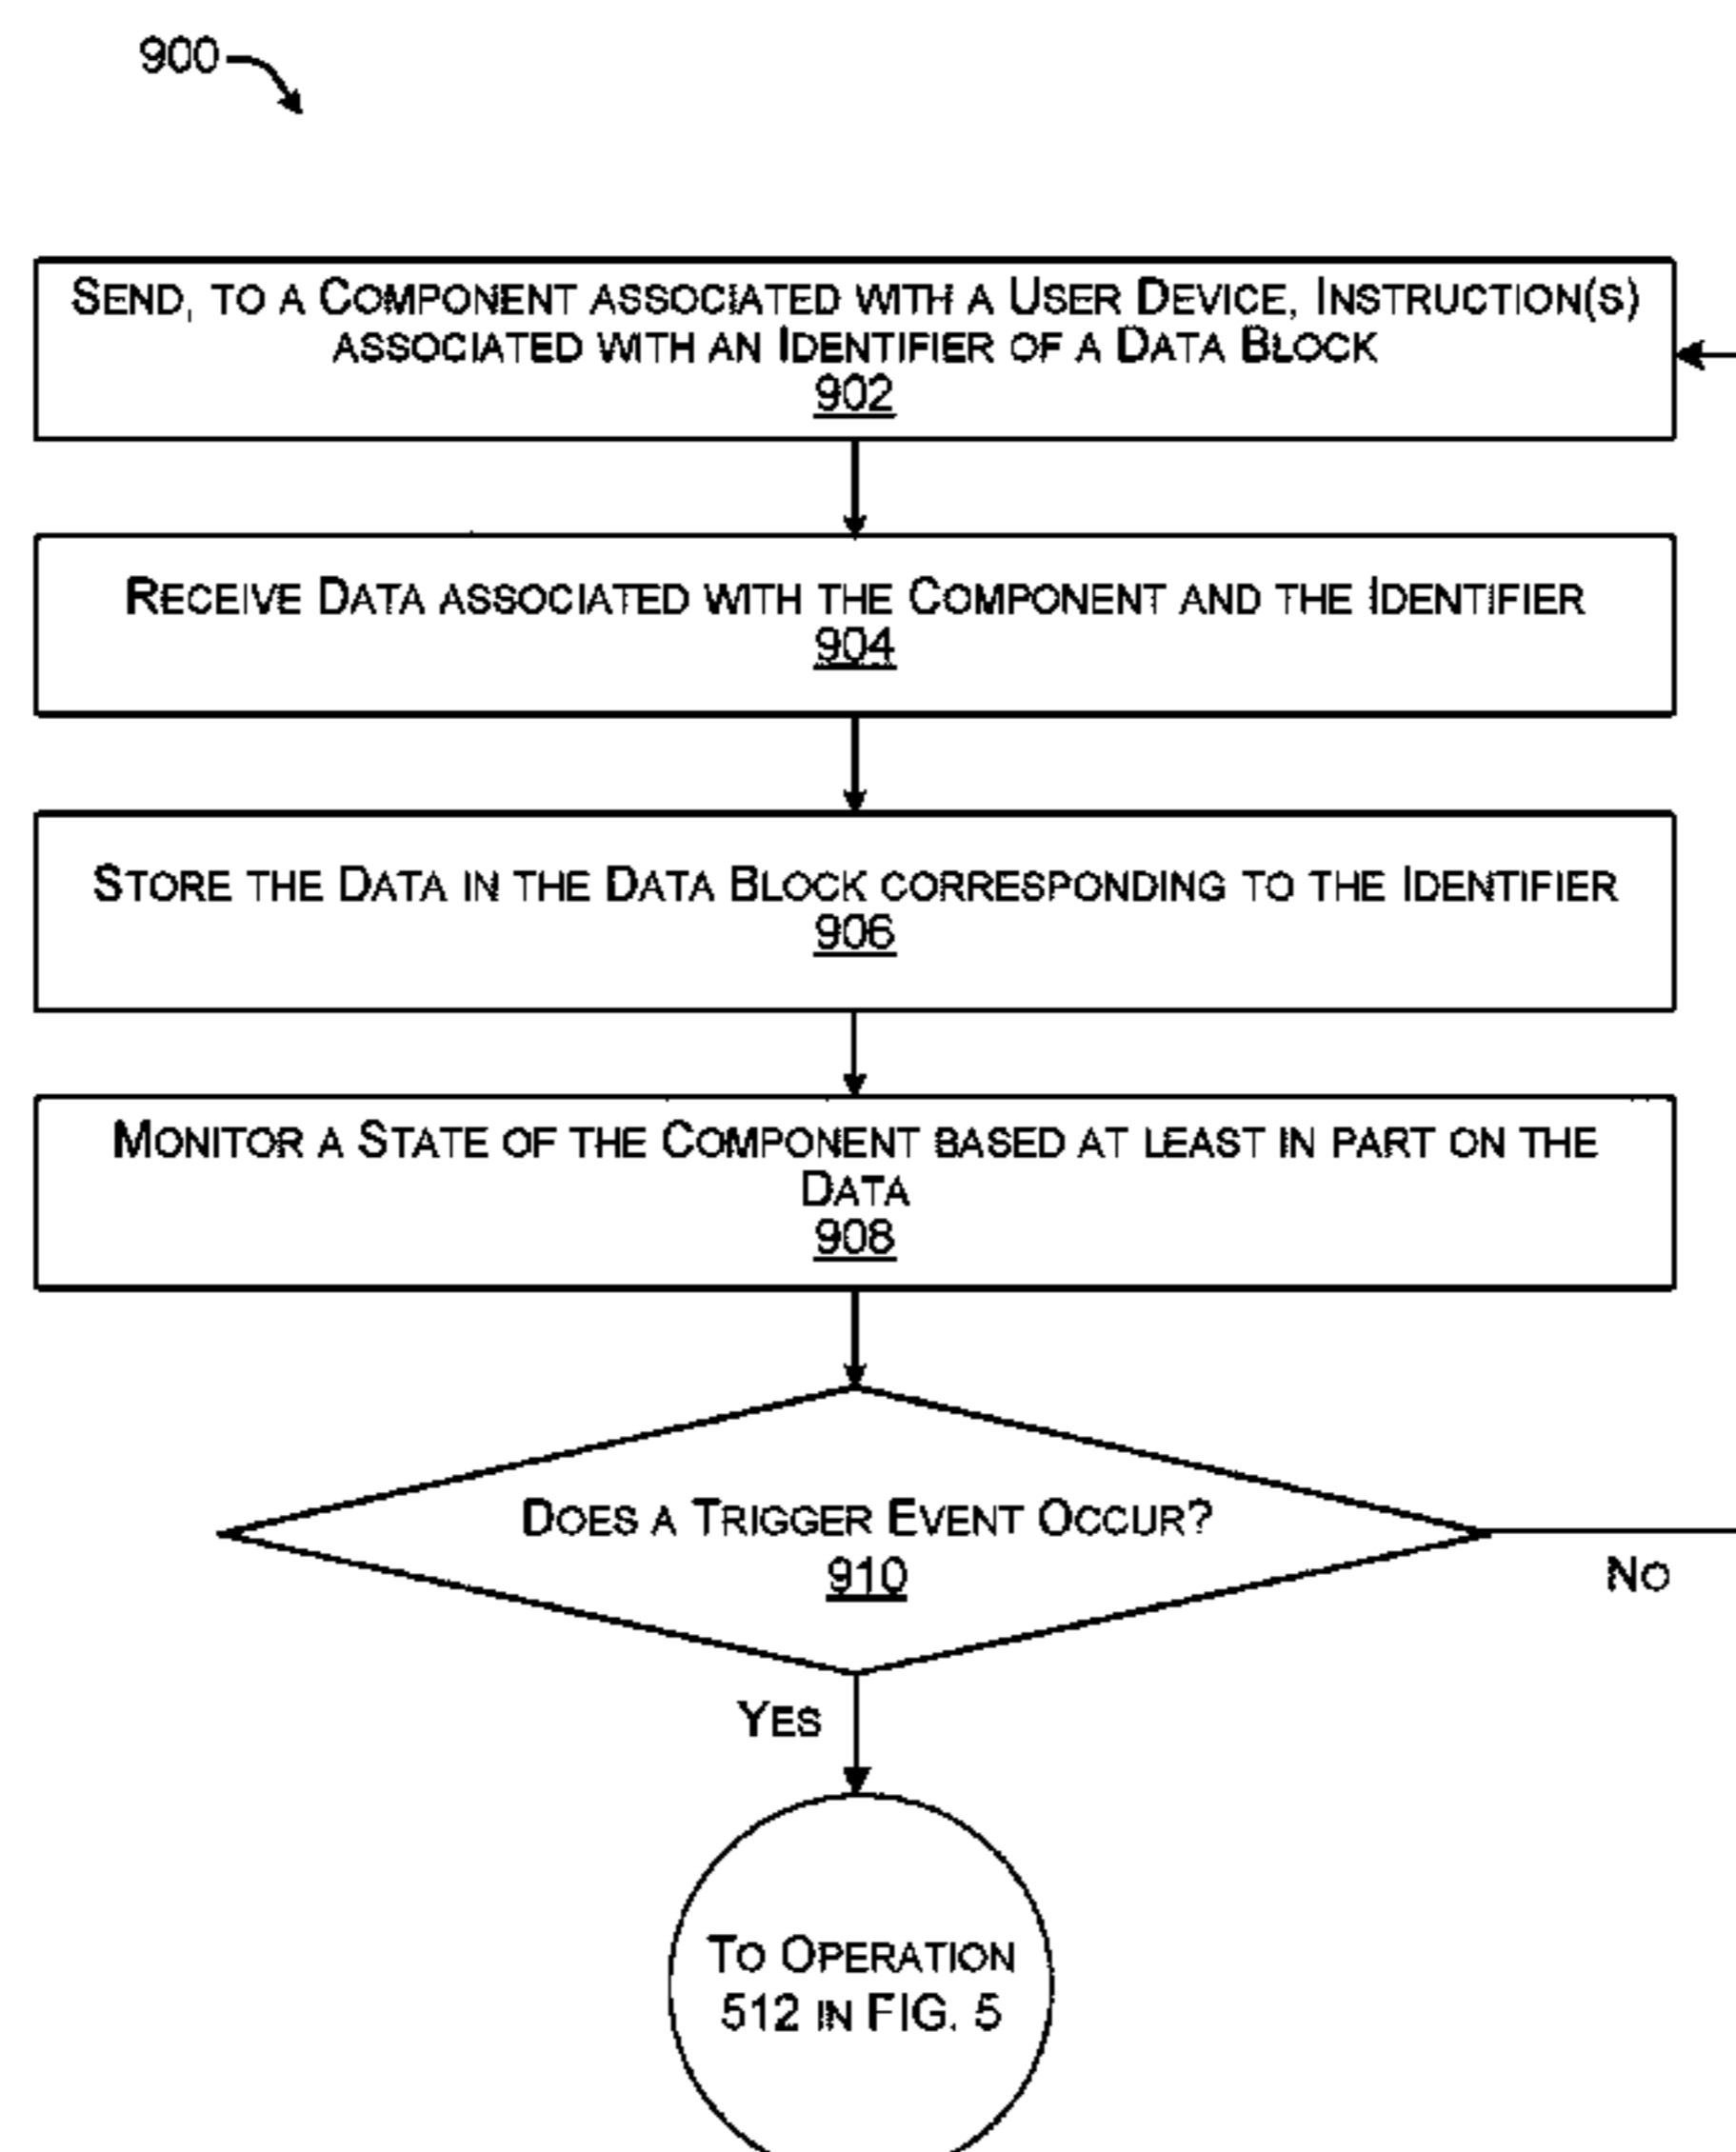 900
SEND, TO A COMPONENT ASSOCIATED WITH A USER DEVICE, INSTRUCTION(S)
ASSOCIATED WITH AN IDENTIFIER OF A DATA BLOCK
902
RECEIVE DATA ASSOCIATED WITH THE COMPONENT AND THE IDENTIFIER
904
STORE THE DATA IN THE DATA BLOCK CORRESPONDING TO THE IDENTIFIER
906
MONITOR A STATE OF THE COMPONENT BASED AT LEAST IN PART ON THE
DATA
908
DOES A TRIGGER EVENT OCCUR?
910
NO
YES
TO OPERATION
512 IN FIG. 5